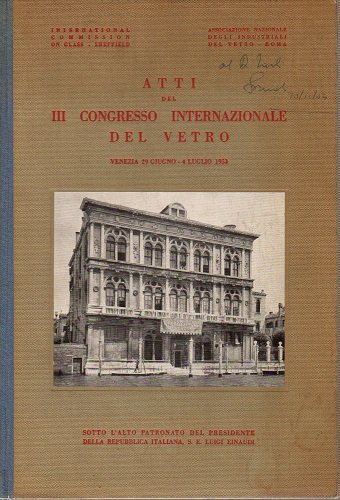 INTERNATIONAL
COMMISSION
ON GLASS - SHEFFIELD
ASSOCIAZIONE NAZIONALE
DEGLI INDUSTRIALI
DEL VETRO - ROMA
ATTI
DEL
III CONGRESSO INTERNAZIONALE
DEL VETRO
VENEZIA 29 GIUGNO - 4 LUGLIO 1953
SOTTO L'ALTO PATRONATO DEL PRESIDENTE
DELLA REPUBBLICA ITALIANA, S. E. LUIGI EINAUDI